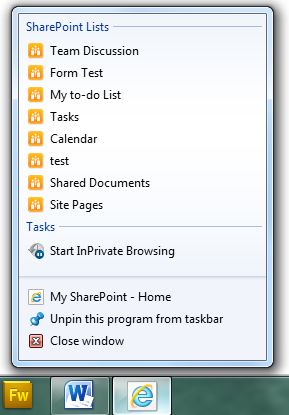 SharePoint Lists
Team Discussion
Form Test
My to-do List
Tasks
Calendar
test
Shared Documents
Site Pages
Tasks
Start InPrivate Browsing
My SharePoint - Home
Unpin this program from taskbar
Close window
Fw
W